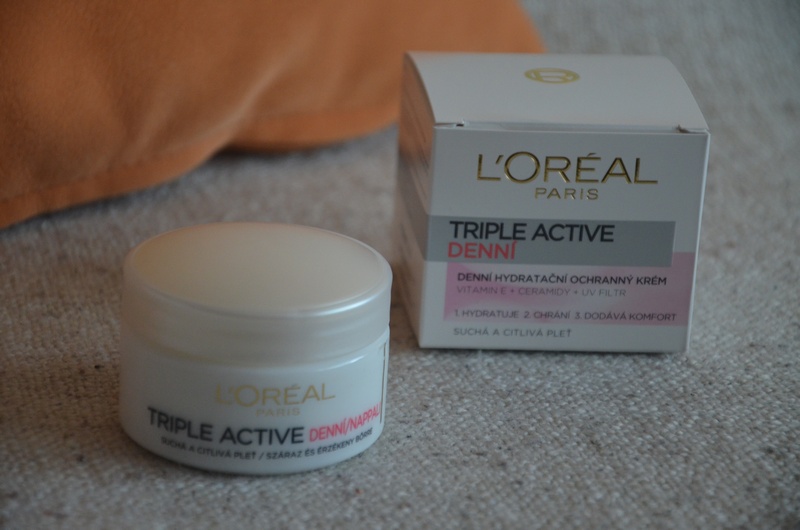 L'ORÉAL
PARIS
TRIPLE ACTIVE
DENNÍ
DENNÍ HYDRATAČNÍ OCHRANNÝ KRÉM
VITAMIN E + CERAMIDY + UV FILTR
1. HYDRATUJE 2. CHRÁNÍ 3. DODÁVÁ KOMFORT
SUCHÁ A CITLIVÁ PLEŤ
L'ORÉAL
PARIS
TRIPLE ACTIVE DENNÍ/NAPPALI
SUCHÁ A CITLIVÁ PLEŤ / SZÁRAZ ÉS ÉRZÉKENY BŐRRE